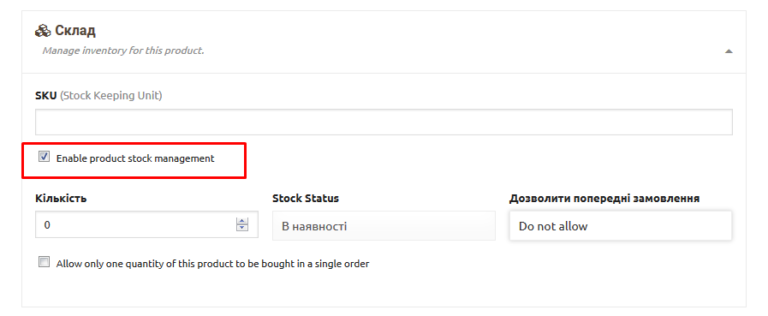 Склад
Manage inventory for this product.
SKU (Stock Keeping Unit)
Enable product stock management
Кількість Stock Status Дозволити попередні замовлення
0 В наявності Do not allow
Allow only one quantity of this product to be bought in a single order